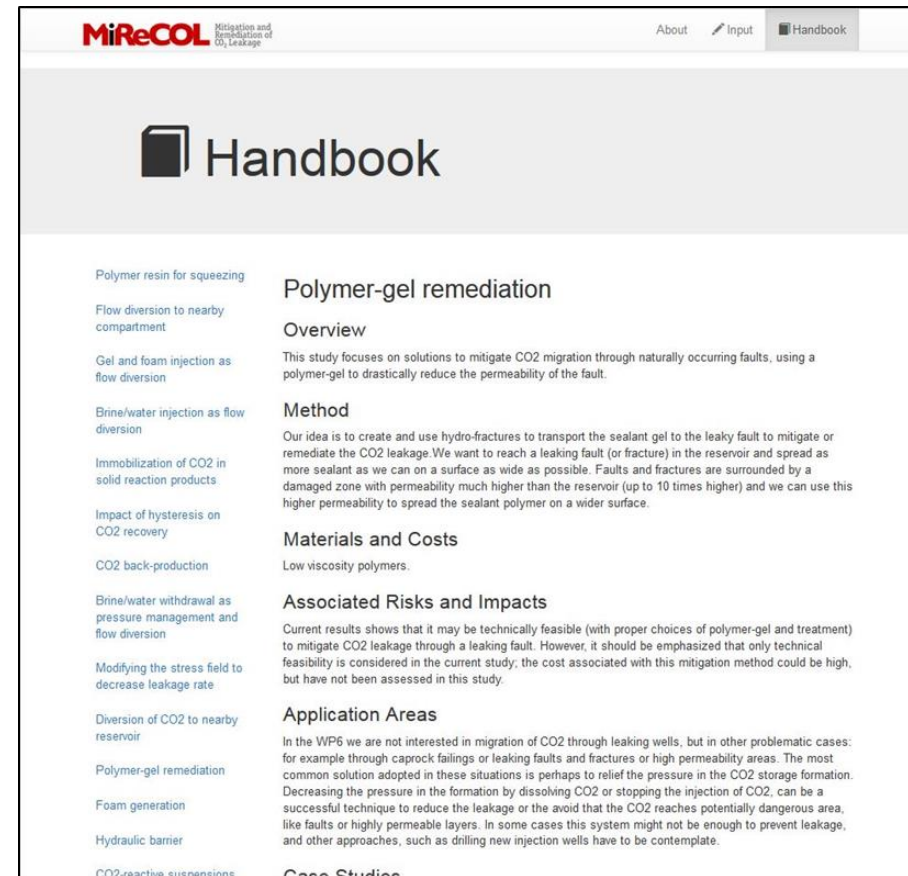 MiReCOL Mitigation and
Remediation of
CO2 Leakage
About Input Handbook
Handbook
Polymer resin for squeezing
Flow diversion to nearby
compartment
Gel and foam injection as
flow diversion
Brine/water injection as flow
diversion
Immobilization of CO2 in
solid reaction products
Impact of hysteresis on
CO2 recovery
CO2 back-production
Brine/water withdrawal as
pressure management and
flow diversion
Modifying the stress field to
decrease leakage rate
Diversion of CO2 to nearby
reservoir
Polymer-gel remediation
Foam generation
Hydraulic barrier
CO2-reactive suspensions
Polymer-gel remediation
Overview
This study focuses on solutions to mitigate CO2 migration through naturally occurring faults, using a
polymer-gel to drastically reduce the permeability of the fault.
Method
Our idea is to create and use hydro-fractures to transport the sealant gel to the leaky fault to mitigate or
remediate the CO2 leakage.We want to reach a leaking fault (or fracture) in the reservoir and spread as
more sealant as we can on a surface as wide as possible. Faults and fractures are surrounded by a
damaged zone with permeability much higher than the reservoir (up to 10 times higher) and we can use this
higher permeability to spread the sealant polymer on a wider surface.
Materials and Costs
Low viscosity polymers.
Associated Risks and Impacts
Current results shows that it may be technically feasible (with proper choices of polymer-gel and treatment)
to mitigate CO2 leakage through a leaking fault. However, it should be emphasized that only technical
feasibility is considered in the current study; the cost associated with this mitigation method could be high,
but have not been assessed in this study.
Application Areas
In the WP6 we are not interested in migration of CO2 through leaking wells, but in other problematic cases:
for example through caprock failings or leaking faults and fractures or high permeability areas. The most
common solution adopted in these situations is perhaps to relief the pressure in the CO2 storage formation.
Decreasing the pressure in the formation by dissolving CO2 or stopping the injection of CO2, can be a
successful technique to reduce the leakage or the avoid that the CO2 reaches potentially dangerous area,
like faults or highly permeable layers. In some cases this system might not be enough to prevent leakage,
and other approaches, such as drilling new injection wells have to be contemplate.
Case Studies